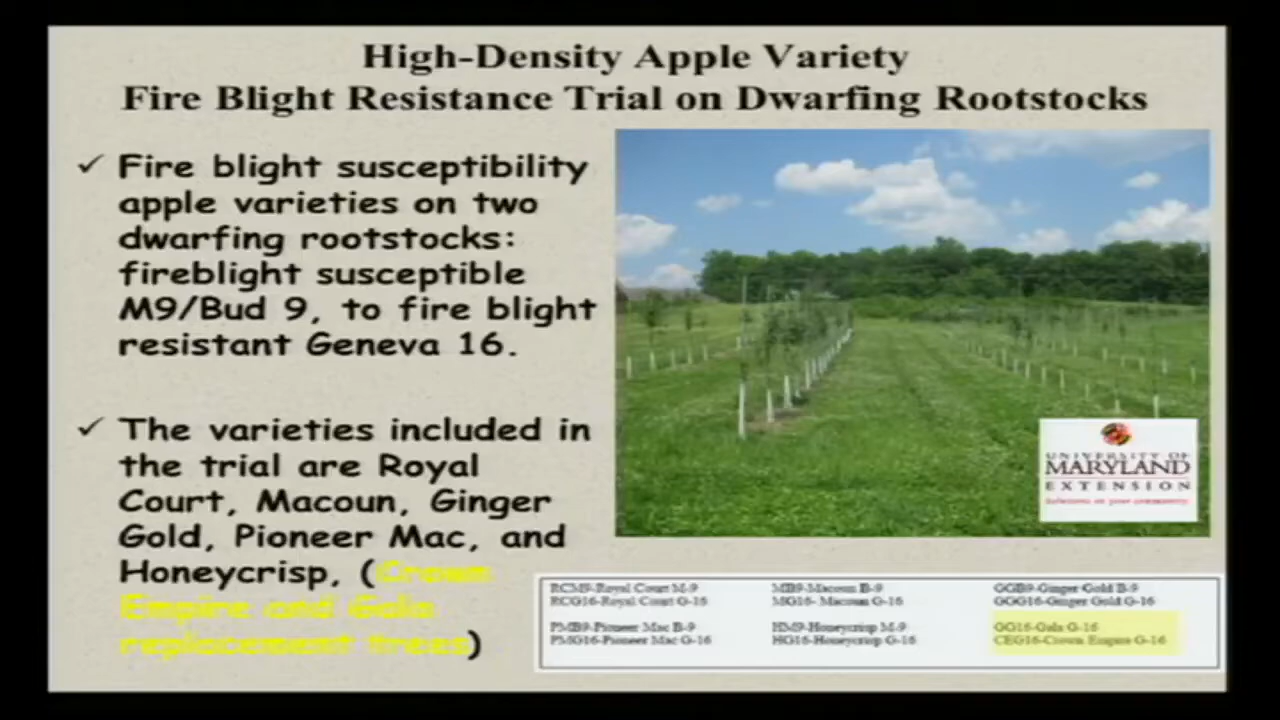 High-Density Apple Variety
Fire Blight Resistance Trial on Dwarfing Rootstocks
✓ Fire blight susceptibility
apple varieties on two
dwarfing rootstocks:
fireblight susceptible
M9/Bud 9, to fire blight
resistant Geneva 16.
✓ The varieties included in
the trial are Royal
Court, Macoun, Ginger
Gold, Pioneer Mac, and
Honeycrisp, (Crown
Empire and Gala
replacement trees)
UNIVERSITY OF
MARYLAND
EXTENSION
Solutions in your community
RCM9-Royal Court M-9
RCG16-Royal Court G-16
PMB9-Pioneer Mac B-9
PMG16-Pioneer Mac G-16
MB9-Macoun B-9
MG16- Macoun G-16
HM9-Honeycrisp M-9
HG16-Honeycrisp G-16
GGB9-Ginger Gold B-9
GGG16-Ginger Gold G-16
GG16-Gala G-16
CEG16-Crown Empire G-16